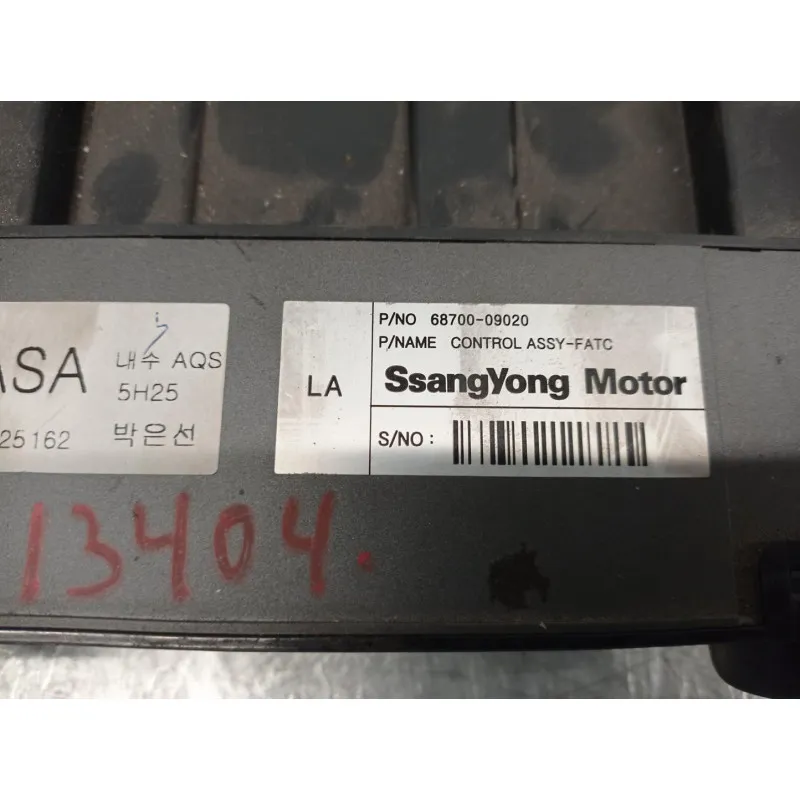 ASA
내수 AQS
5H25
25162
박은선
LA
P/NO 68700-09020
P/NAME CONTROL ASSY-FATC
SsangYong Motor
S/NO :
13404.